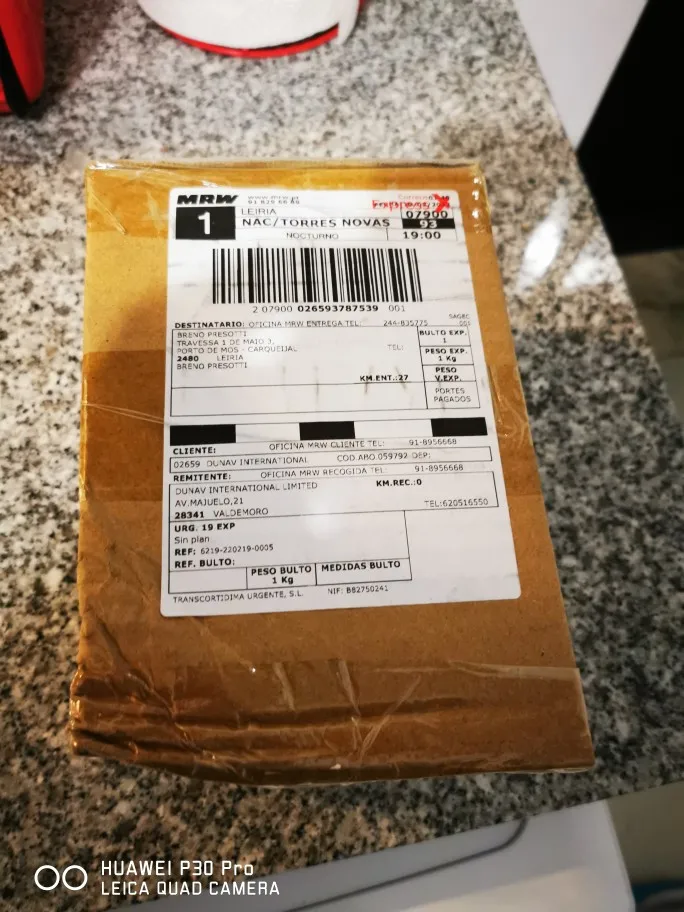 MRW www.mrw.pt
1 LEIRIA 07900
NAC/TORRES NOVAS 93
NOCTURNO 19:00
2 07900 026593787539 001
DESTINATARIO: OFICINA MRW ENTREGA TEL: 244-835775
BRENO PRESOTTI BULTO EXP.
TRAVESSA 1 DE MAIO 3, 1
PORTO DE MOS - CARQUEIJAL TEL: PESO EXP.
2480 LEIRIA 1 Kg
BRENO PRESOTTI PESO
KM.ENT.:27 V.EXP.
PORTES
PAGADOS
CLIENTE: OFICINA MRW CLIENTE TEL: 91-8956668
02659 DUNAV INTERNATIONAL COD.ABO.059792 DEP:
REMITENTE: OFICINA MRW RECOGIDA TEL: 91-8956668
DUNAV INTERNATIONAL LIMITED KM.REC.:0
AV.MAJUELO,21
28341 VALDEMORO TEL:620516550
URG. 19 EXP
Sin plan
REF: 6219-220219-0005
REF. BULTO:
PESO BULTO MEDIDAS BULTO
1 Kg
TRANSCORTIDIMA URGENTE, S.L. NIF: B82750241
HUAWEI P30 Pro
LEICA QUAD CAMERA